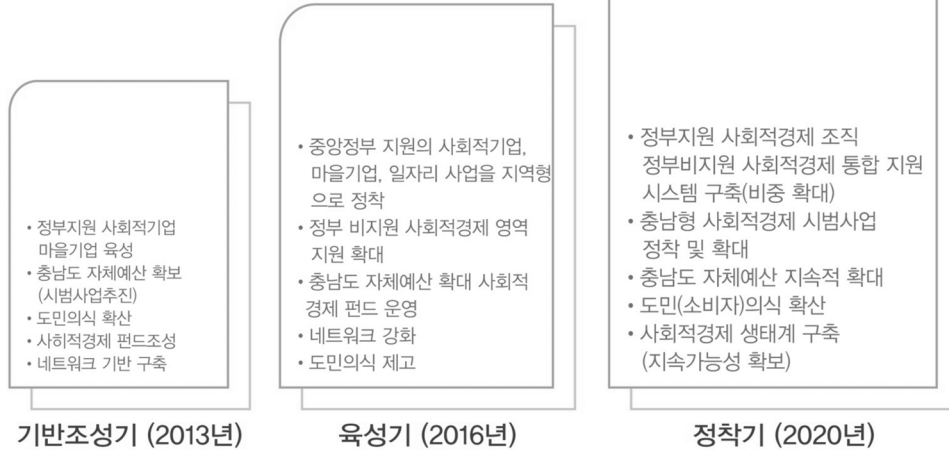 • 정부지원 사회적기업
마을기업 육성
• 충남도 자체예산 확보
(시범사업추진)
• 도민의식 확산
• 사히적경제 펀드조성
• 네트워크 기반 구축
기반조성기 (2013년)
• 중앙정부 지원의 사회적기업,
마을기업, 일자리 사업을 지역형
으로 정착
• 정부 비지원 사회적경제 영역
지원 확대
• 충남도 자체예산 확대 사회적
경제 펀드 운영
• 네트워크 강화
• 도민의식 제고
육성기 (2016년)
• 정부지원 사회적경제 조직
정부비지원 사회적경제 통합 지원
시스템 구축(비중 확대)
• 충남형 사회적경제 시범사업
정착 및 확대
• 충남도 자체예산 지속적 확대
• 도민(소비자)의식 확산
• 사회적경제 생태계 구축
(지속가능성 확보)
정착기 (2020년)